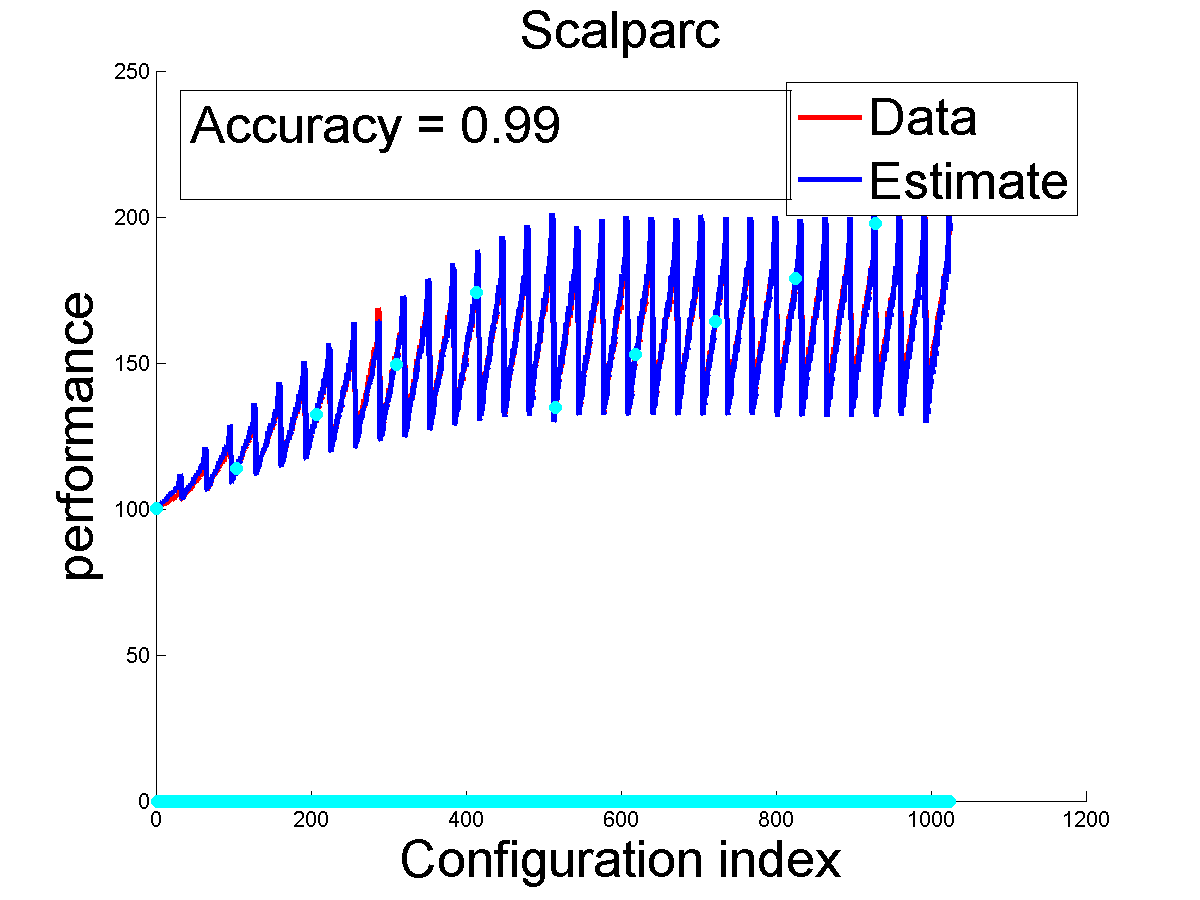 Scalparc
250
Accuracy = 0.99
Data
Estimate
200
150
100
50
0
performance
0 200 400 600 800 1000 1200
Configuration index